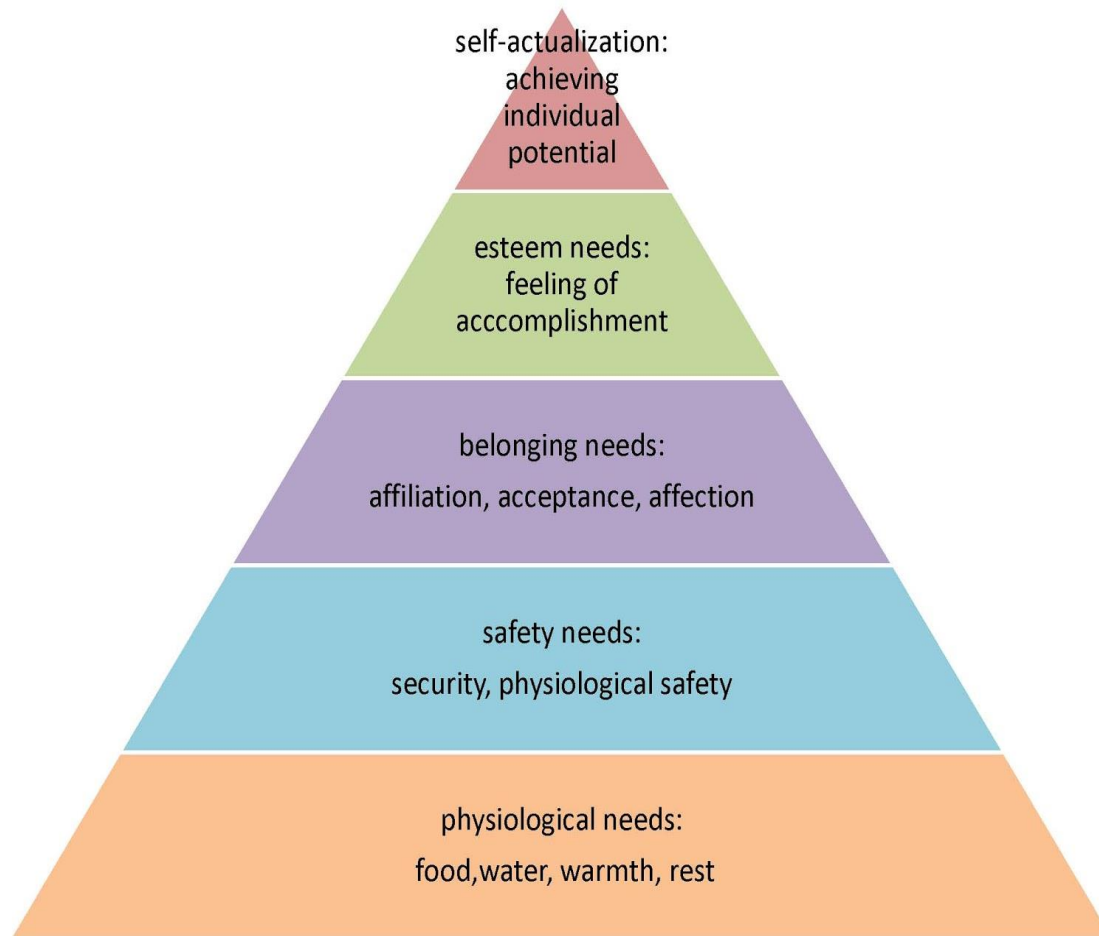 self-actualization:
achieving
individual
potential
esteem needs:
feeling of
acccomplishment
belonging needs:
affiliation, acceptance, affection
safety needs:
security, physiological safety
physiological needs:
food,water, warmth, rest